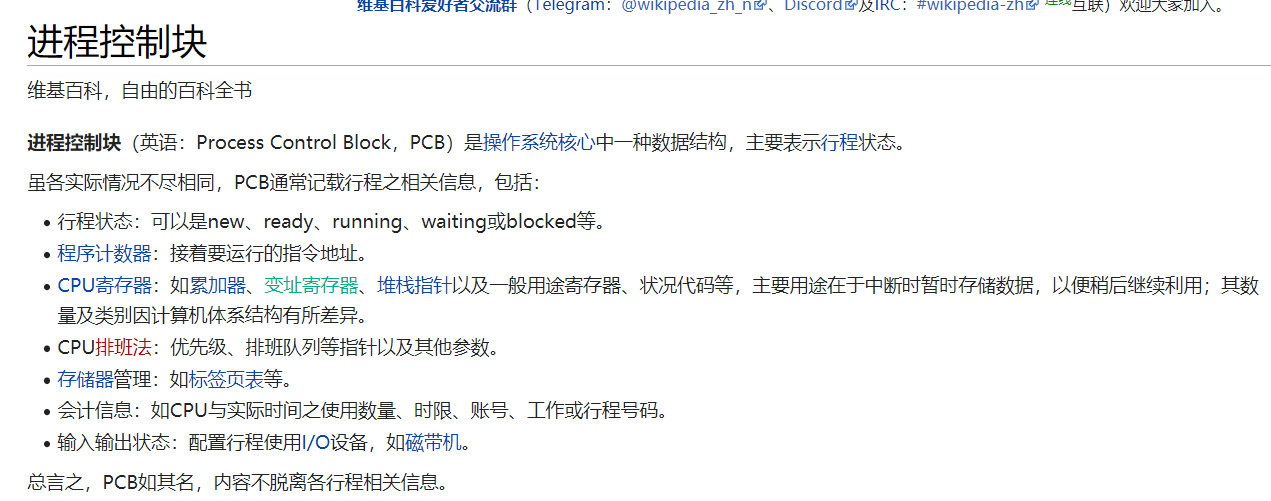 维基百科爱好者交流群（Telegram：@wikipedia_zh_n、Discord及IRC：#wikipedia-zh 连线互联）欢迎大家加入。
进程控制块
维基百科，自由的百科全书
进程控制块（英语：Process Control Block，PCB）是操作系统核心中一种数据结构，主要表示行程状态。
虽各实际情况不尽相同，PCB通常记载行程之相关信息，包括：
• 行程状态：可以是new、ready、running、waiting或blocked等。
• 程序计数器：接着要运行的指令地址。
• CPU寄存器：如累加器、变址寄存器、堆栈指针以及一般用途寄存器、状况代码等，主要用途在于中断时暂时存储数据，以便稍后继续利用；其数
量及类别因计算机体系结构有所差异。
• CPU排班法：优先级、排班队列等指针以及其他参数。
• 存储器管理：如标签页表等。
• 会计信息：如CPU与实际时间之使用数量、时限、账号、工作或行程号码。
• 输入输出状态：配置行程使用I/O设备，如磁带机。
总言之，PCB如其名，内容不脱离各行程相关信息。